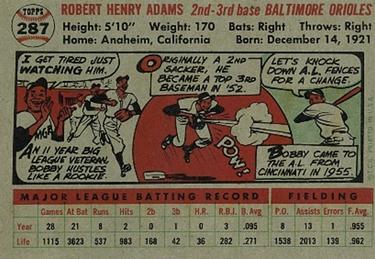 TOPPS
287
ROBERT HENRY ADAMS 2nd-3rd base BALTIMORE ORIOLES
Height: 5'10" Weight: 170 Bats: Right Throws: Right
Home: Anaheim, California Born: December 14, 1921
I GET TIRED JUST
WATCHING HIM.
AN 11 YEAR BIG
LEAGUE VETERAN,
BOBBY HUSTLES
LIKE A ROOKIE.
ORIGINALLY A 2ND
SACKER, HE
BECAME A TOP 3RD
BASEMAN IN '52.
POW!
LET'S KNOCK
DOWN A.L. FENCES
FOR A CHANGE.
BOBBY CAME TO
THE A.L. FROM
CINCINNATI IN 1955.
MAJOR LEAGUE BATTING RECORD FIELDING
Games At Bat Runs Hits 2b 3b H.R. R.B.I. B. Avg. P.O. Assists Errors F. Avg.
Year 28 21 8 2 1 0 0 3 .095 8 13 1 .955
Life 1115 3623 537 983 168 42 36 282 .271 1538 2013 139 .962